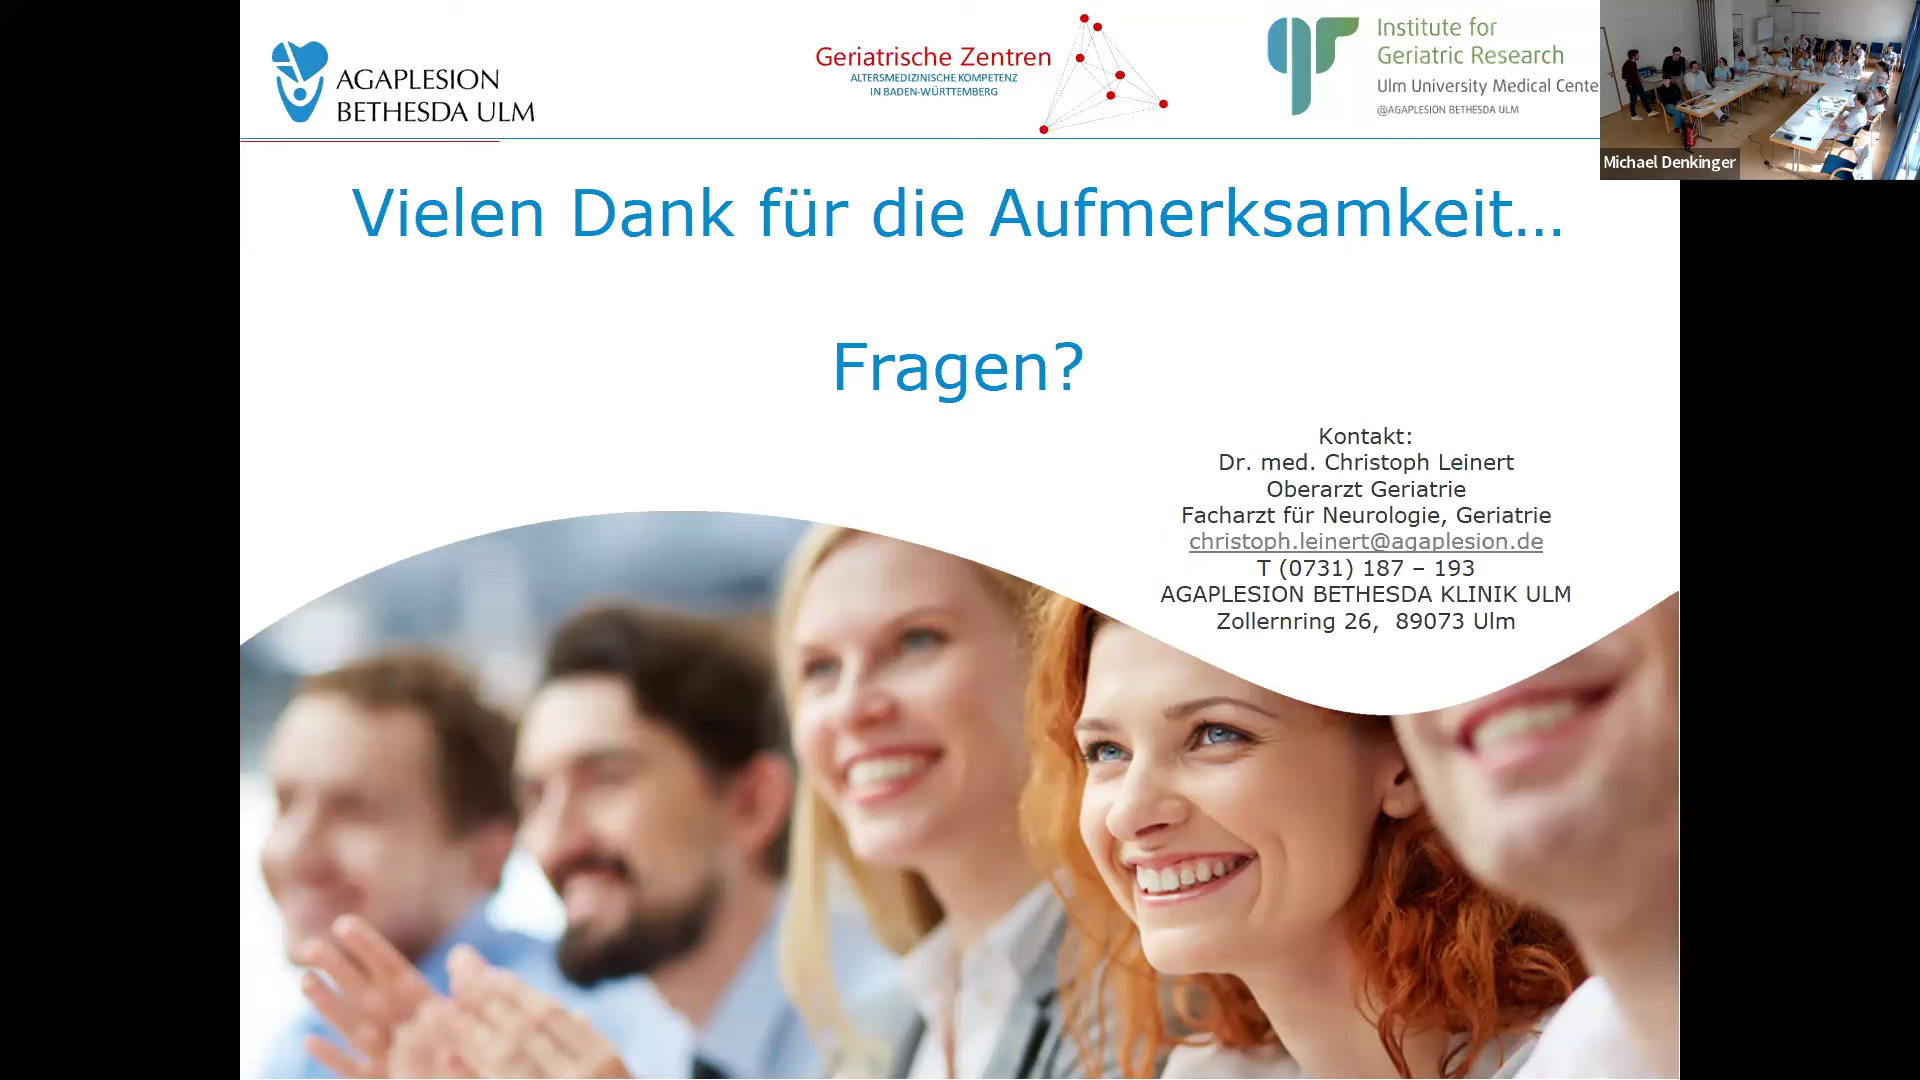 AGAPLESION
BETHESDA ULM
Geriatrische Zentren
ALTERSMEDIZINISCHE KOMPETENZ
IN BADEN-WÜRTTEMBERG
Institute for
Geriatric Research
Ulm University Medical Cente
@AGAPLESION BETHESDA ULM
Michael Denkinger
Vielen Dank für die Aufmerksamkeit...
Fragen?
Kontakt:
Dr. med. Christoph Leinert
Oberarzt Geriatrie
Facharzt für Neurologie, Geriatrie
christoph.leinert@agaplesion.de
T (0731) 187 – 193
AGAPLESION BETHESDA KLINIK ULM
Zollernring 26, 89073 Ulm